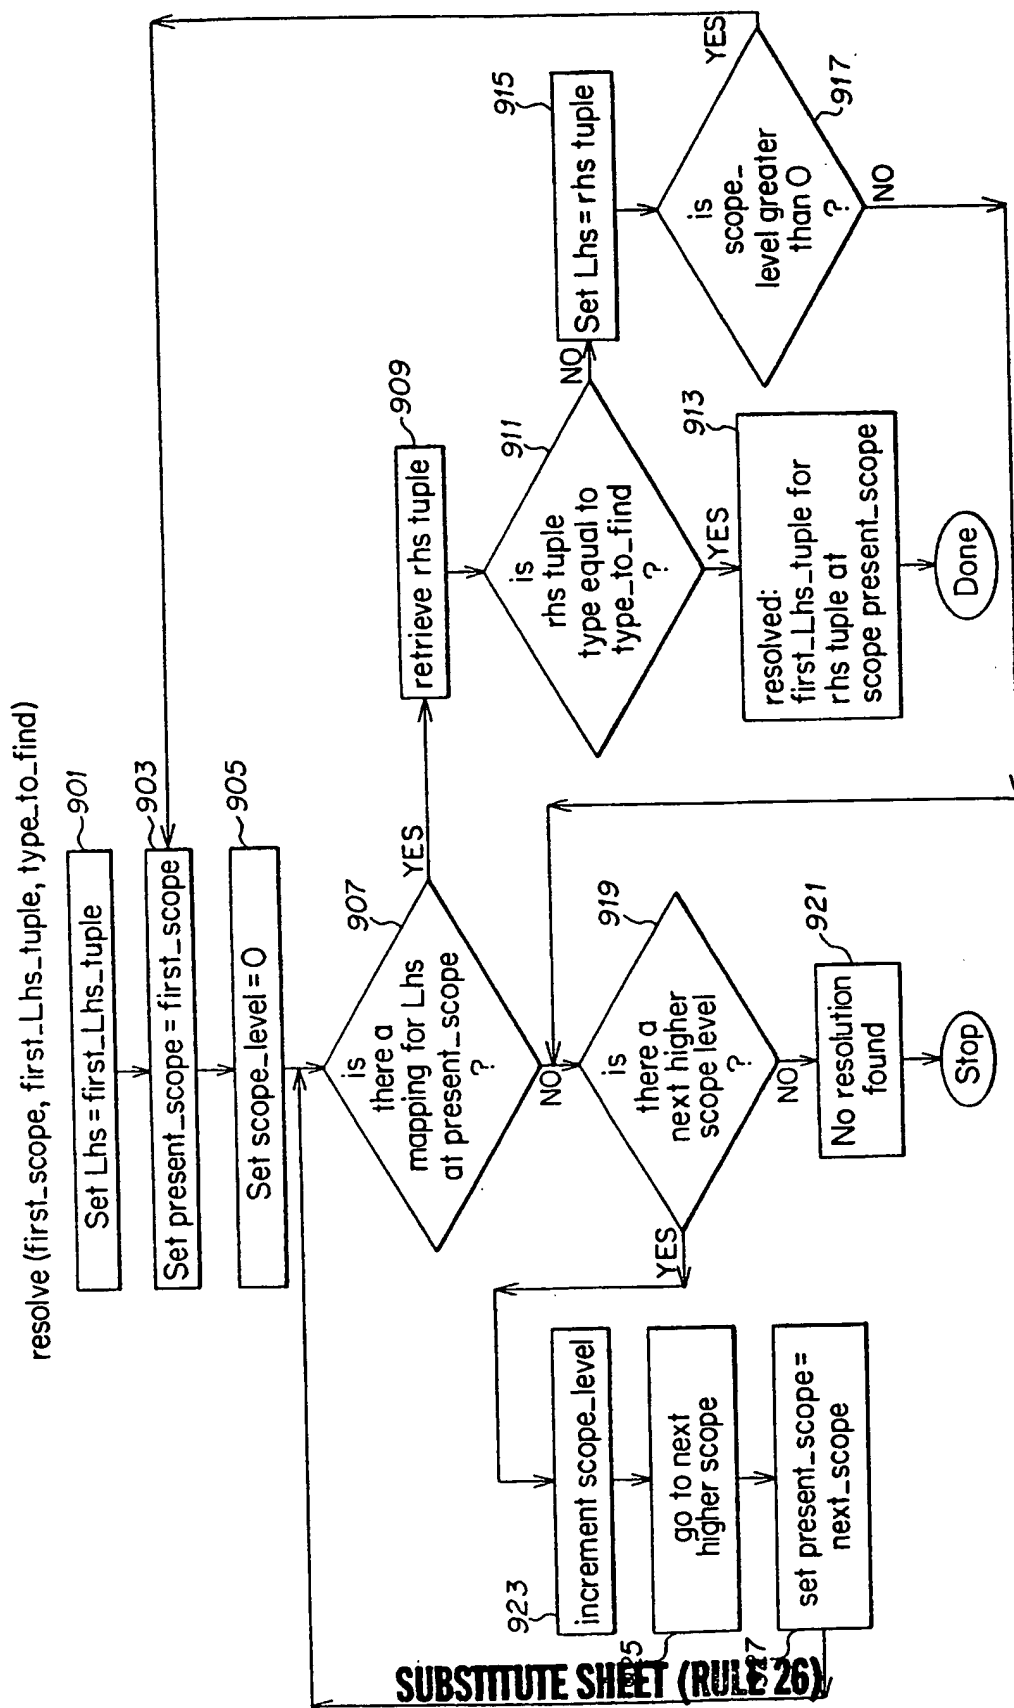 resolve (first_scope, first_Lhs_tuple, type_to_find)
901
Set Lhs = first_Lhs_tuple
903
Set present_scope = first_scope
905
Set scope_level = 0
907
is
there a
mapping for Lhs
at present_scope
?
YES
NO
909
retrieve rhs tuple
911
is
rhs tuple
type equal to
type_to_find
?
NO
YES
913
resolved:
first_Lhs_tuple for
rhs tuple at
scope present_scope
Done
915
Set Lhs = rhs tuple
917
is
scope_
level greater
than 0
?
YES
NO
919
is
there a
next higher
scope level
?
YES
NO
921
No resolution
found
Stop
923
increment scope_level
go to next
higher scope
set present_scope =
next_scope
SUBSTITUTE SHEET (RULE 26)